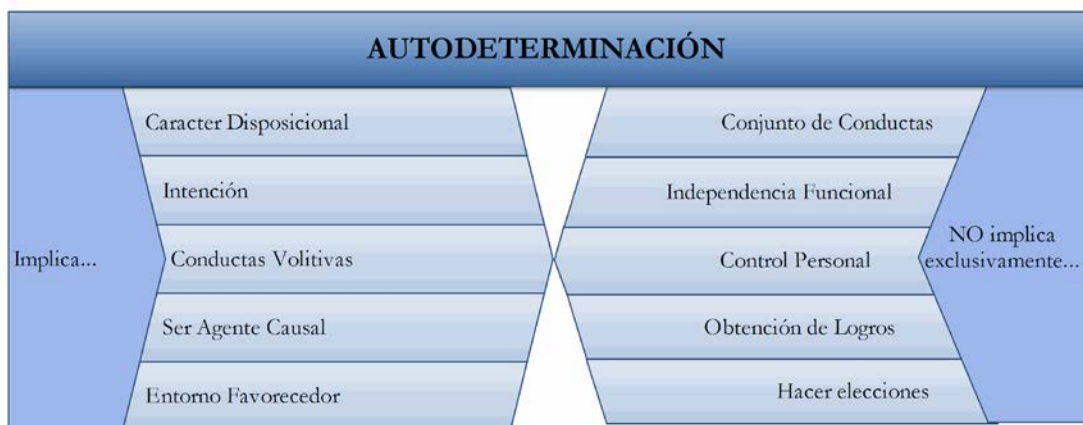 AUTODETERMINACIÓN
Implica...
Caracter Disposicional
Intención
Conductas Volitivas
Ser Agente Causal
Entorno Favorecedor
Conjunto de Conductas
Independencia Funcional
Control Personal
Obtención de Logros
Hacer elecciones
NO implica
exclusivamente...